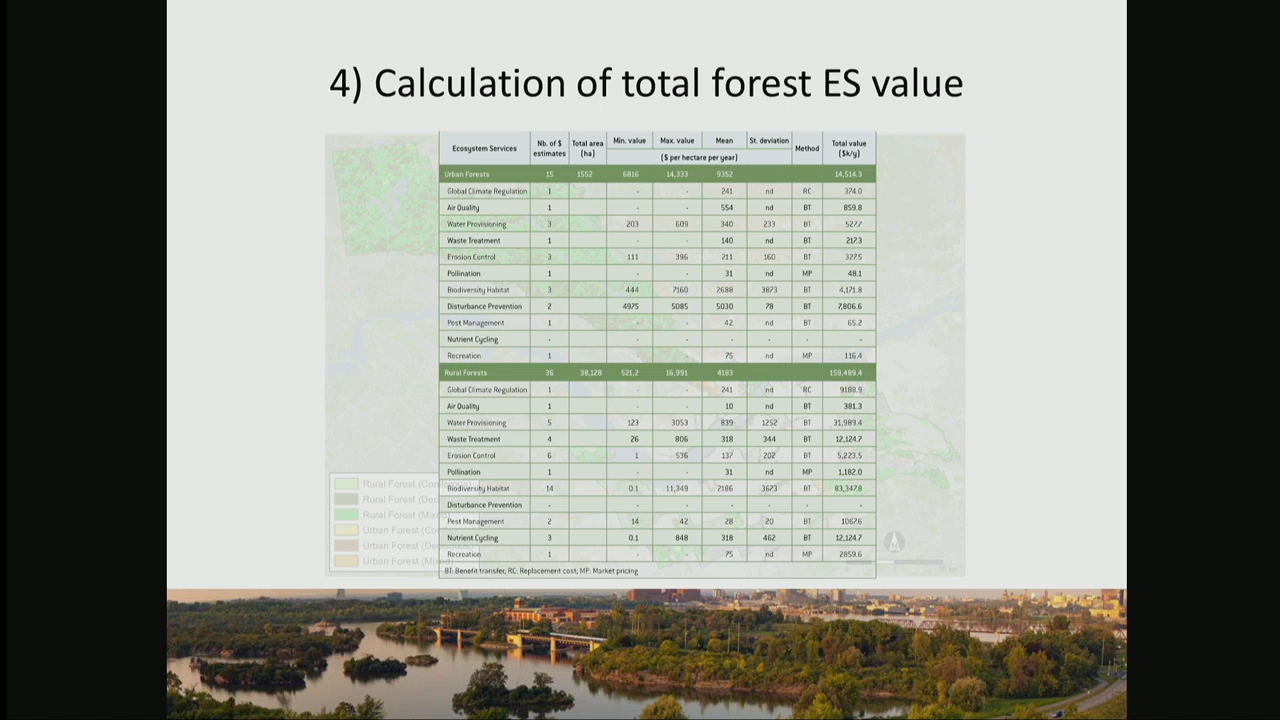 4) Calculation of total forest ES value
Ecosystem Services Nb. of $ estimates Total area (ha) Min. value Max. value Mean St. deviation Method Total value ($k/y)
($ per hectare per year)
Urban Forests 15 1552 6816 14,333 9352 14,514.3
Global Climate Regulation 1 - - 241 nd RC 374.0
Air Quality 1 - - 554 nd BT 859.8
Water Provisioning 3 203 609 340 233 BT 527.7
Waste Treatment 1 - - 140 nd BT 217.3
Erosion Control 3 111 396 211 160 BT 327.5
Pollination 1 - - 31 nd MP 48.1
Biodiversity Habitat 3 444 7160 2688 3873 BT 4,171.8
Disturbance Prevention 2 4975 5085 5030 78 BT 7,806.6
Pest Management 1 - - 42 nd BT 65.2
Nutrient Cycling - - - - - - -
Recreation 1 - - 75 nd MP 116.4
Rural Forests 36 38,128 521.2 16,991 4183 159,489.4
Global Climate Regulation 1 - - 241 nd RC 9188.9
Air Quality 1 - - 10 nd BT 381.3
Water Provisioning 5 123 3053 839 1252 BT 31,989.4
Waste Treatment 4 26 806 318 344 BT 12,124.7
Erosion Control 6 1 536 137 202 BT 5,223.5
Pollination 1 - - 31 nd MP 1,182.0
Biodiversity Habitat 14 0.1 11,349 2186 3673 BT 83,347.8
Disturbance Prevention - - - - - - -
Pest Management 2 14 42 28 20 BT 1067.6
Nutrient Cycling 3 0.1 848 318 462 BT 12,124.7
Recreation 1 - - 75 nd MP 2859.6
BT: Benefit transfer, RC: Replacement cost, MP: Market pricing
Rural Forest
Rural Forest
Rural Forest
Urban Forest
Urban Forest
Urban Forest